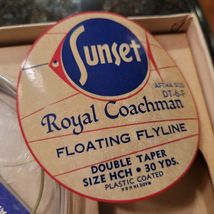 Sunset
AFTMA SIZE
DT-6-F
Royal Coachman
FLOATING FLYLINE
DOUBLE TAPER
SIZE HCH • 30 YDS.
PLASTIC COATED